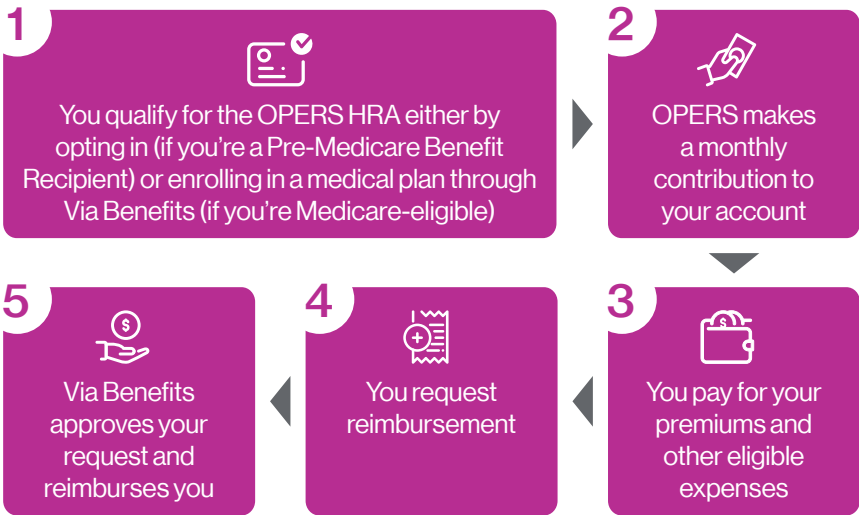 1
You qualify for the OPERS HRA either by
opting in (if you're a Pre-Medicare Benefit
Recipient) or enrolling in a medical plan through
Via Benefits (if you're Medicare-eligible)
2
OPERS makes
a monthly
contribution to
your account
3
$
You pay for your
premiums and
other eligible
expenses
4
You request
reimbursement
5
$
Via Benefits
approves your
request and
reimburses you